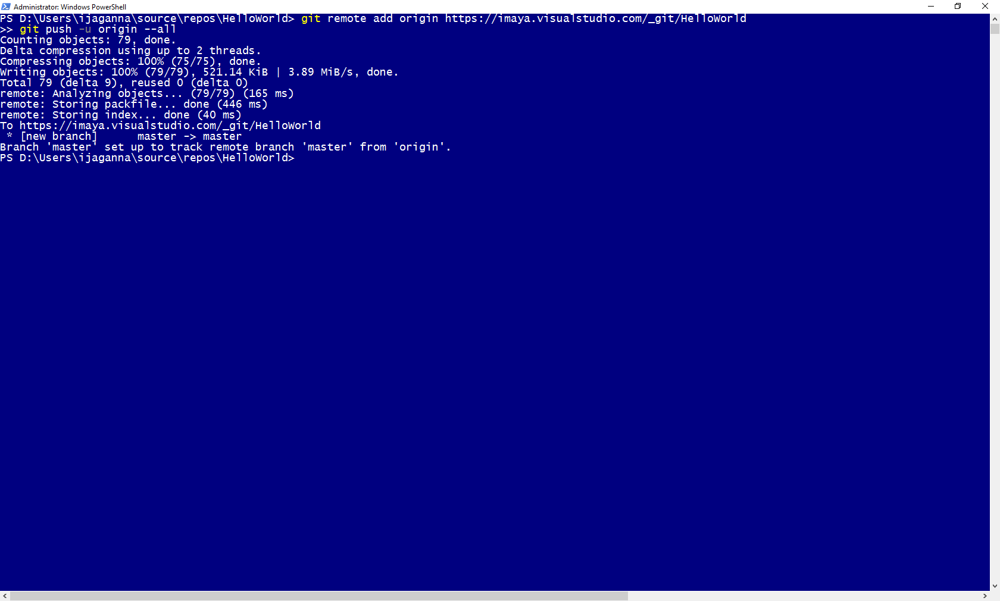 Administrator: Windows PowerShell
PS D:\Users\ijaganna\source\repos\HelloWorld> git remote add origin https://imaya.visualstudio.com/_git/HelloWorld
>> git push -u origin --all
Counting objects: 79, done.
Delta compression using up to 2 threads.
Compressing objects: 100% (75/75), done.
Writing objects: 100% (79/79), 521.14 KiB | 3.89 MiB/s, done.
Total 79 (delta 9), reused 0 (delta 0)
remote: Analyzing objects... (79/79) (165 ms)
remote: Storing packfile... done (446 ms)
remote: Storing index... done (40 ms)
To https://imaya.visualstudio.com/_git/HelloWorld
 * [new branch]      master -> master
Branch 'master' set up to track remote branch 'master' from 'origin'.
PS D:\Users\ijaganna\source\repos\HelloWorld>